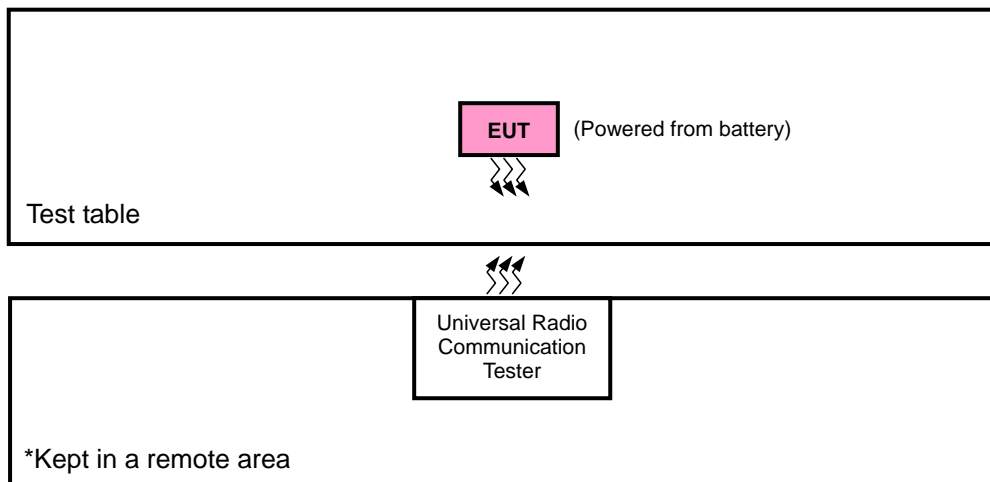 EUT
(Powered from battery)
Test table
Universal Radio
Communication
Tester
*Kept in a remote area